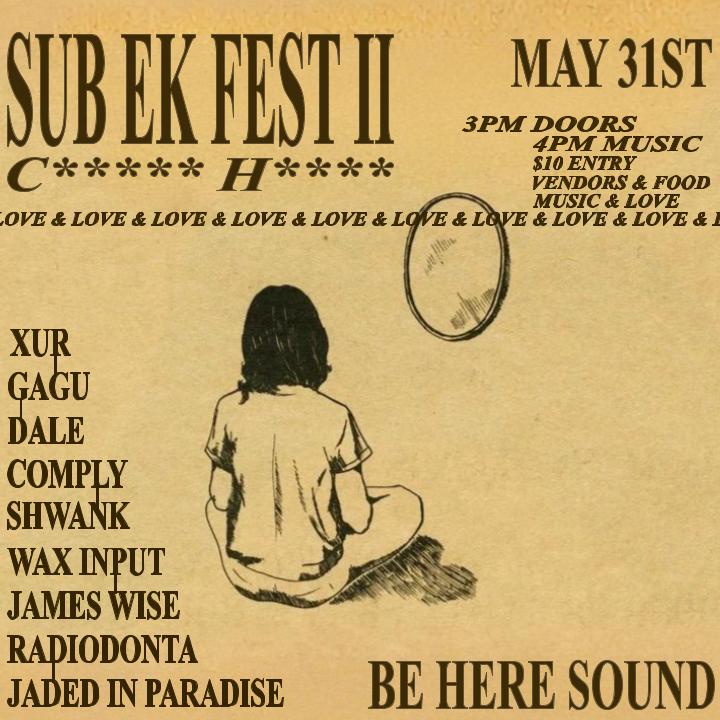 SUB EK FEST II
C***** H****
MAY 31ST
3PM DOORS
4PM MUSIC
$10 ENTRY
VENDORS & FOOD
MUSIC & LOVE
LOVE & LOVE & LOVE & LOVE & LOVE & LOVE & LOVE & LOVE & LOVE &
XUR
GAGU
DALE
COMPLY
SHWANK
WAX INPUT
JAMES WISE
RADIODONTA
JADED IN PARADISE
BE HERE SOUND